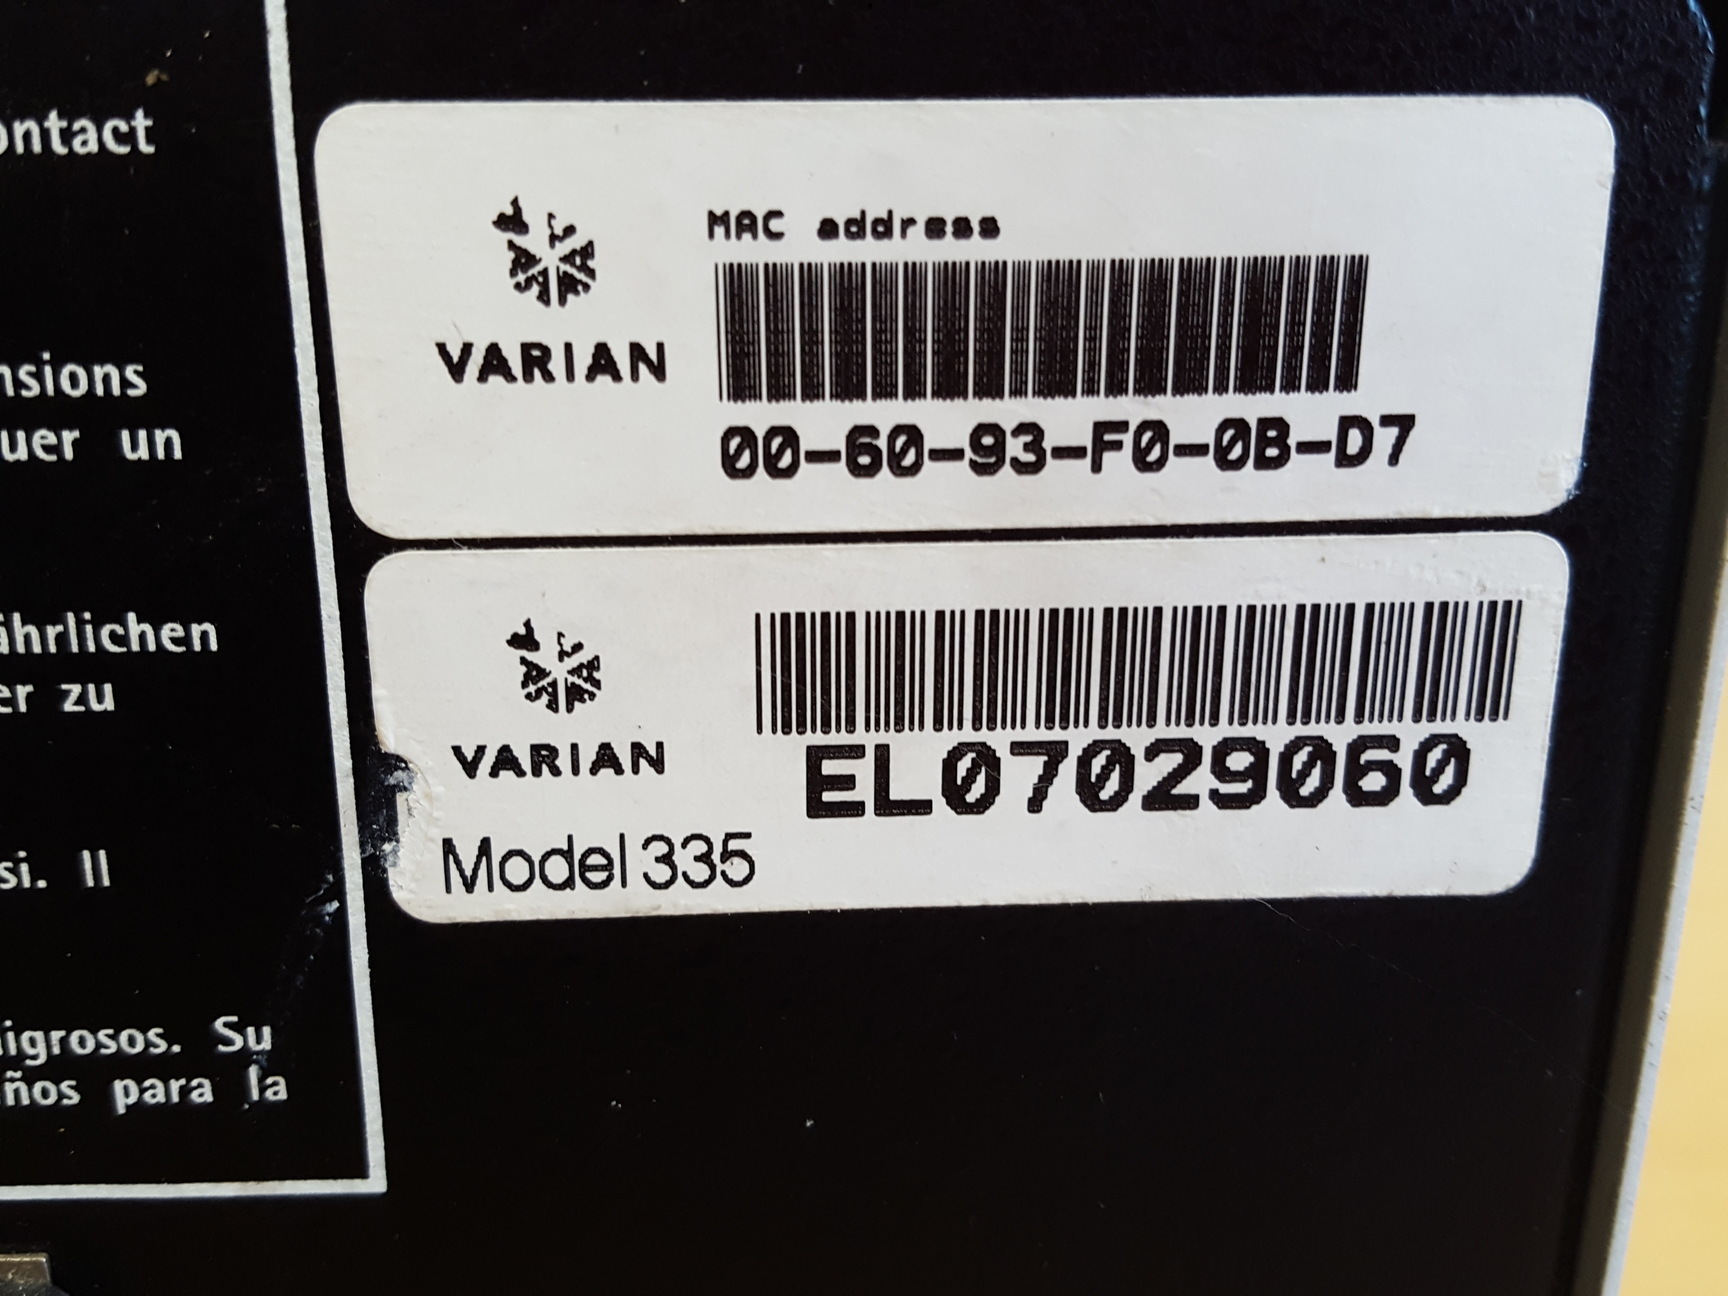 ontact
nsions
uer un
ährlichen
er zu
si. Il
igrosos. Su
ños para la
VARIAN
MAC address
00-60-93-F0-0B-D7
VARIAN
EL07029060
Model 335